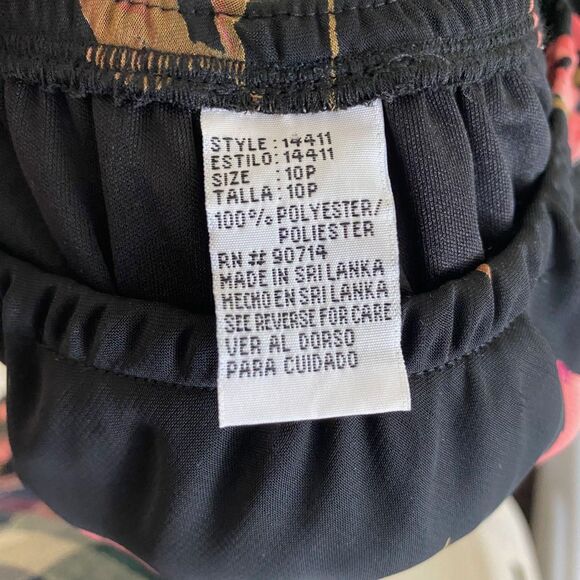 STYLE : 14411
ESTILO : 14411
SIZE : 10P
TALLA : 10P
100% POLYESTER/
POLIESTER
RN # 90714
MADE IN SRI LANKA
HECHO EN SRI LANKA
SEE REVERSE FOR CARE
VER AL DORSO
PARA CUIDADO